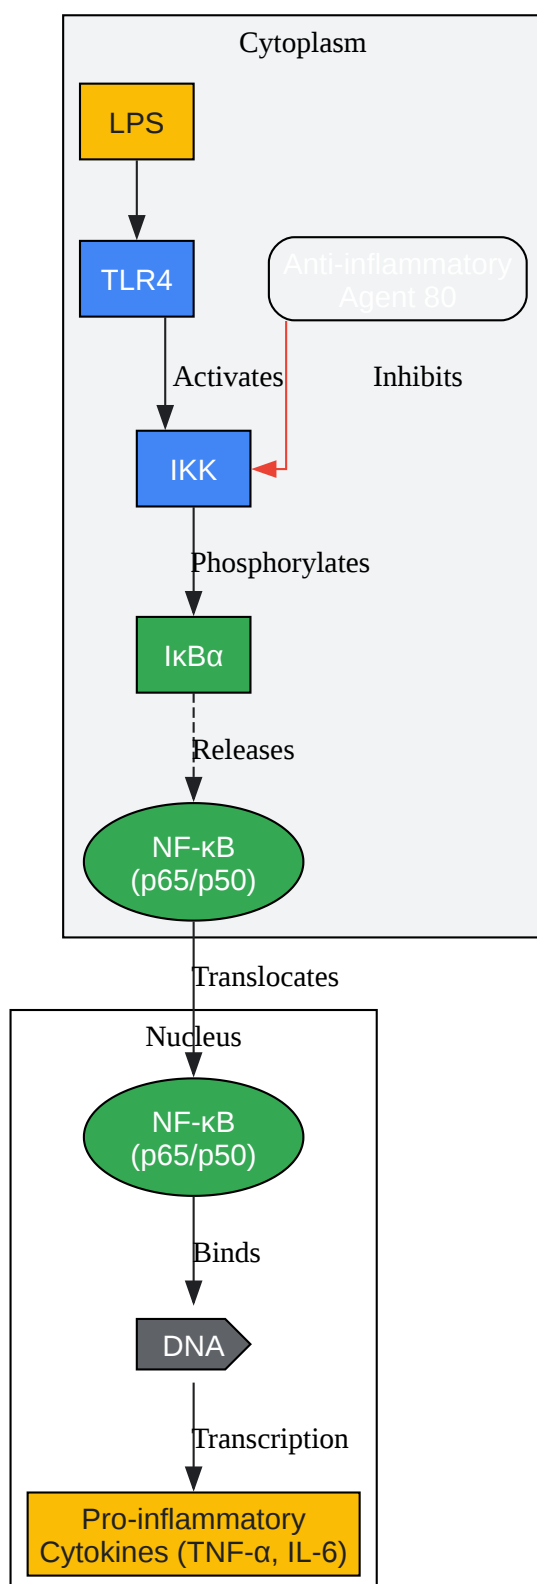 Cytoplasm
LPS
TLR4
Anti-inflammatory
Agent 80
Activates
Inhibits
IKK
Phosphorylates
IκBα
Releases
NF-κB
(p65/p50)
Translocates
Nucleus
NF-κB
(p65/p50)
Binds
DNA
Transcription
Pro-inflammatory
Cytokines (TNF-α, IL-6)